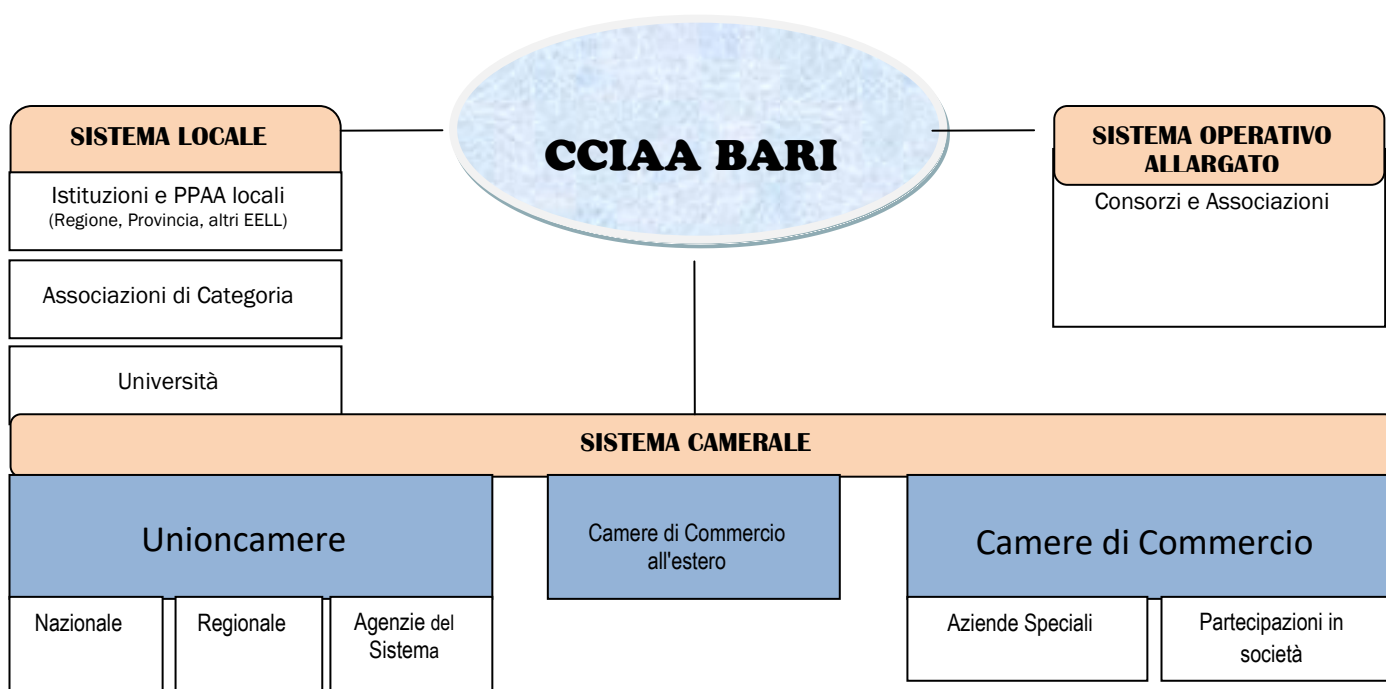 CCIAA BARI
SISTEMA LOCALE
Istituzioni e PPAA locali
(Regione, Provincia, altri EELL)
Associazioni di Categoria
Università
SISTEMA OPERATIVO
ALLARGATO
Consorzi e Associazioni
SISTEMA CAMERALE
Unioncamere
Nazionale
Regionale
Agenzie del
Sistema
Camere di Commercio
all'estero
Camere di Commercio
Aziende Speciali
Partecipazioni in
società